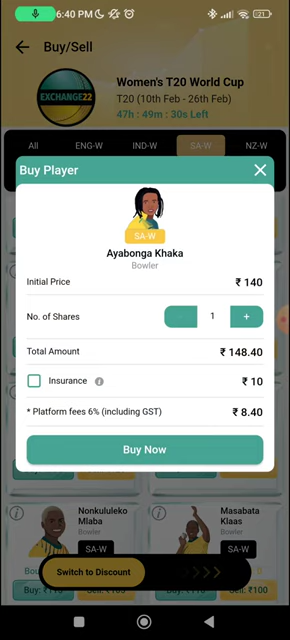 6:40 PM
21
Buy/Sell
EXCHANGE22
Women's T20 World Cup
T20 (10th Feb - 26th Feb)
47h : 49m : 30s Left
All ENG-W IND-W SA-W NZ-W
Buy Player
SA-W
Ayabonga Khaka
Bowler
Initial Price ₹ 140
No. of Shares 1 +
Total Amount ₹ 148.40
Insurance i ₹ 10
* Platform fees 6% (including GST) ₹ 8.40
Buy Now
Nonkululeko Mlaba
Bowler
SA-W
Masabata Klaas
Bowler
SA-W
Switch to Discount
Sell: ₹100